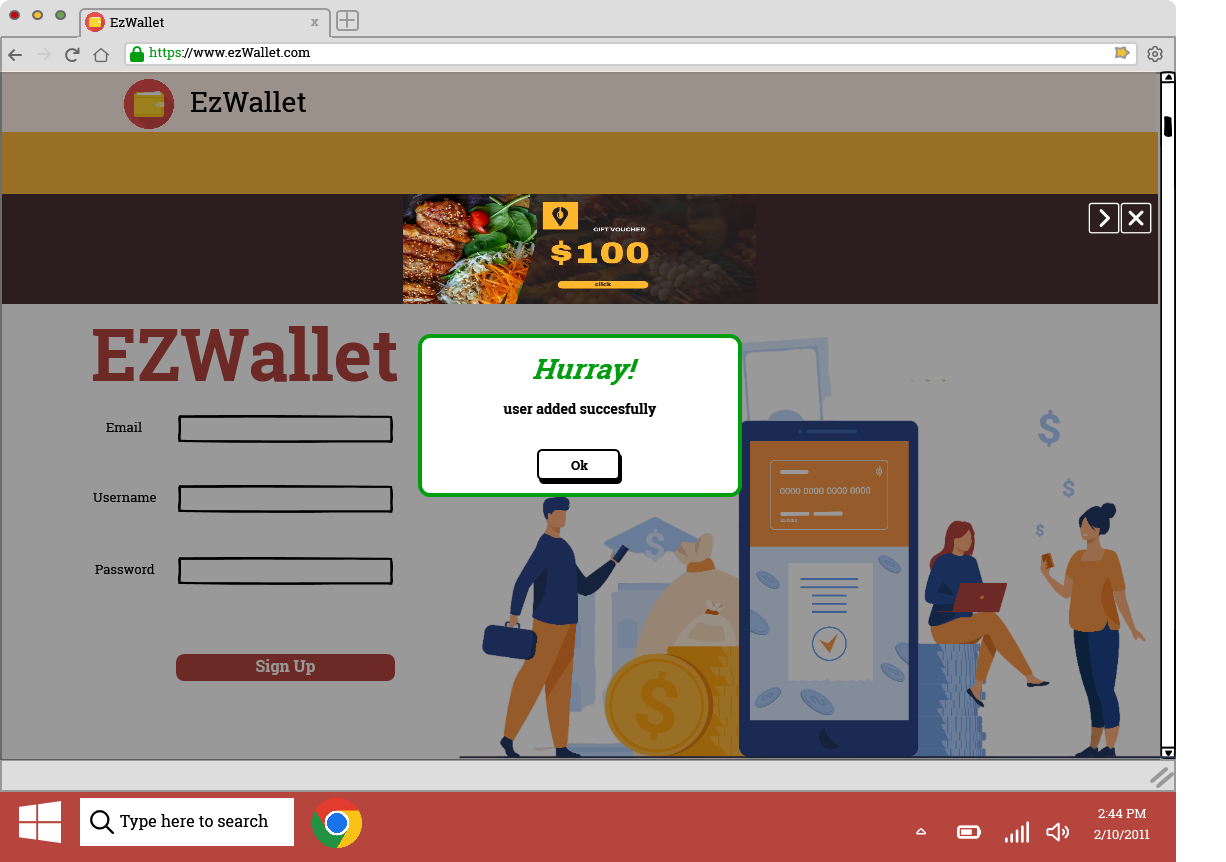 EzWallet
x
https://www.ezWallet.com
EzWallet
GIFT VOUCHER
$100
click
EZWallet
Hurray!
user added succesfully
Ok
Email
Username
Password
Sign Up
0000 0000 0000 0000
$
$
$
$
$
Type here to search
2:44 PM
2/10/2011